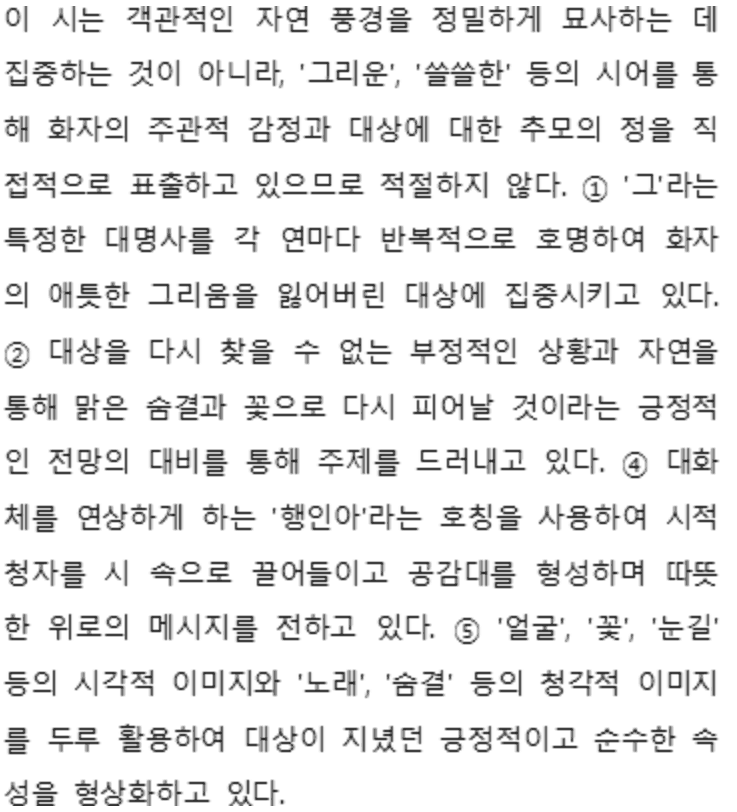 이 시는 객관적인 자연 풍경을 정밀하게 묘사하는 데
집중하는 것이 아니라, '그리운', '쓸쓸한' 등의 시어를 통
해 화자의 주관적 감정과 대상에 대한 추모의 정을 직
접적으로 표출하고 있으므로 적절하지 않다. ① '그'라는
특정한 대명사를 각 연마다 반복적으로 호명하여 화자
의 애틋한 그리움을 잃어버린 대상에 집중시키고 있다.
② 대상을 다시 찾을 수 없는 부정적인 상황과 자연을
통해 맑은 숨결과 꽃으로 다시 피어날 것이라는 긍정적
인 전망의 대비를 통해 주제를 드러내고 있다. ④ 대화
체를 연상하게 하는 '행인아'라는 호칭을 사용하여 시적
청자를 시 속으로 끌어들이고 공감대를 형성하며 따뜻
한 위로의 메시지를 전하고 있다. ⑤ '얼굴', '꽃', '눈길'
등의 시각적 이미지와 '노래', '숨결' 등의 청각적 이미지
를 두루 활용하여 대상이 지녔던 긍정적이고 순수한 속
성을 형상화하고 있다.